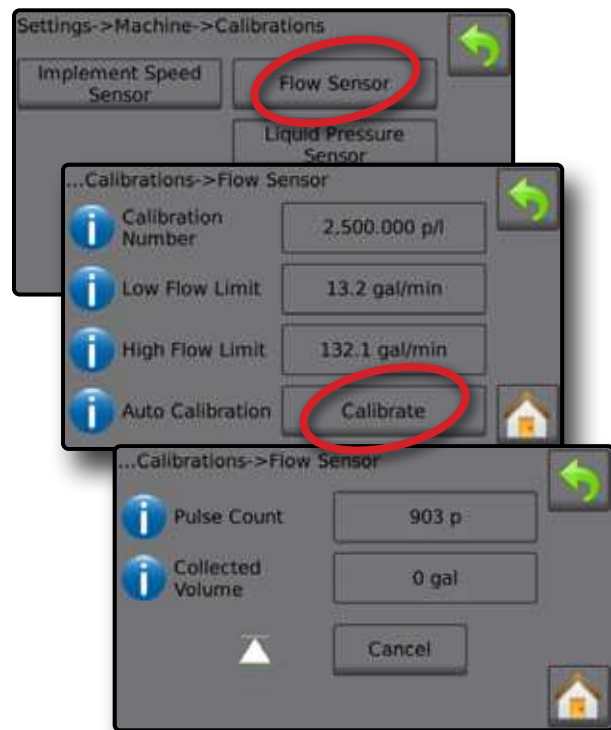 Settings->Machine->Calibrations
Implement Speed
Sensor
Flow Sensor
Liquid Pressure
Sensor
...Calibrations->Flow Sensor
Calibration
Number
2,500.000 p/l
Low Flow Limit
13.2 gal/min
High Flow Limit
132.1 gal/min
Auto Calibration
Calibrate
...Calibrations->Flow Sensor
Pulse Count
903 p
Collected
Volume
0 gal
Cancel